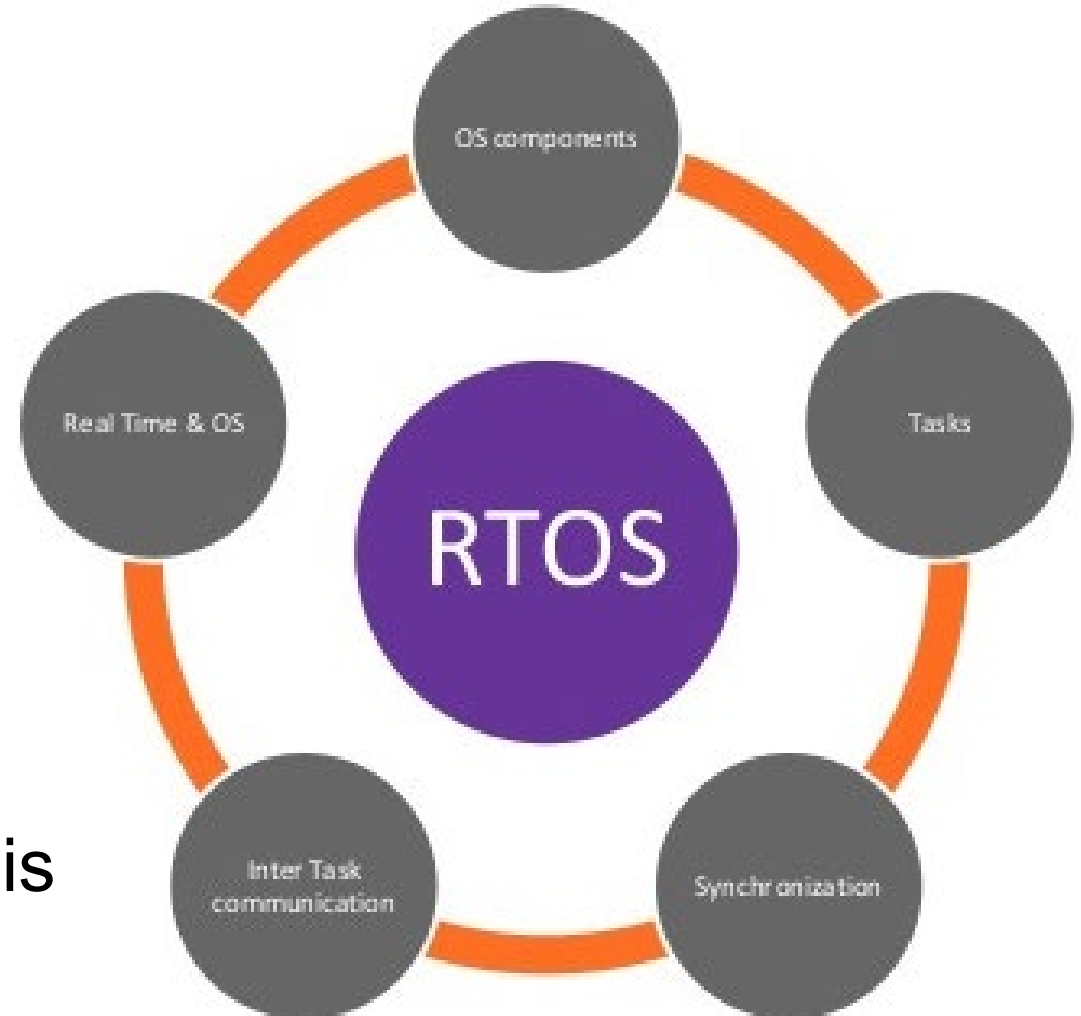 OS components
Real Time & OS
Tasks
RTOS
is
Inter Task
communication
Synchronization